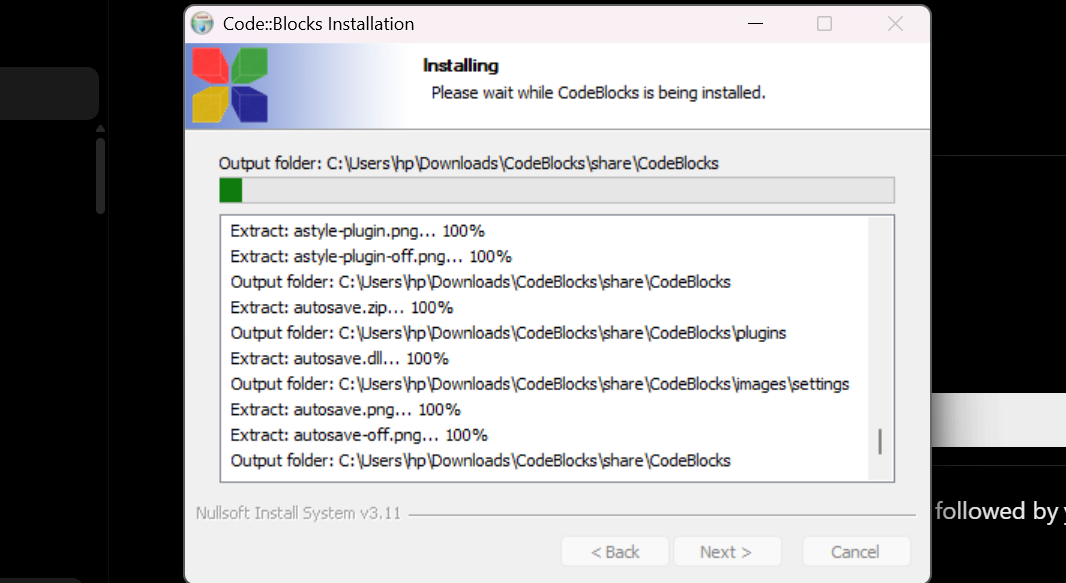 Code::Blocks Installation
Installing
Please wait while CodeBlocks is being installed.
Output folder: C:\Users\hp\Downloads\CodeBlocks\share\CodeBlocks
Extract: astyle-plugin.png... 100%
Extract: astyle-plugin-off.png... 100%
Output folder: C:\Users\hp\Downloads\CodeBlocks\share\CodeBlocks
Extract: autosave.zip... 100%
Output folder: C:\Users\hp\Downloads\CodeBlocks\share\CodeBlocks\plugins
Extract: autosave.dll... 100%
Output folder: C:\Users\hp\Downloads\CodeBlocks\share\CodeBlocks\images\settings
Extract: autosave.png... 100%
Extract: autosave-off.png... 100%
Output folder: C:\Users\hp\Downloads\CodeBlocks\share\CodeBlocks
Nullsoft Install System v3.11
followed by
< Back Next > Cancel